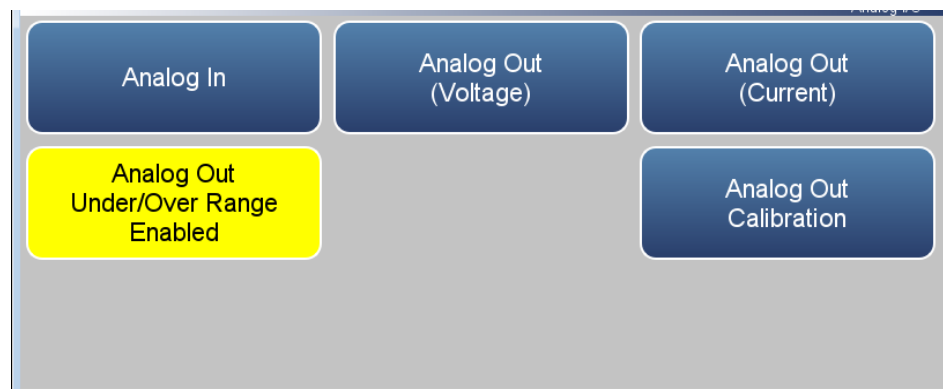 Analog In
Analog Out
(Voltage)
Analog Out
(Current)
Analog Out
Under/Over Range
Enabled
Analog Out
Calibration